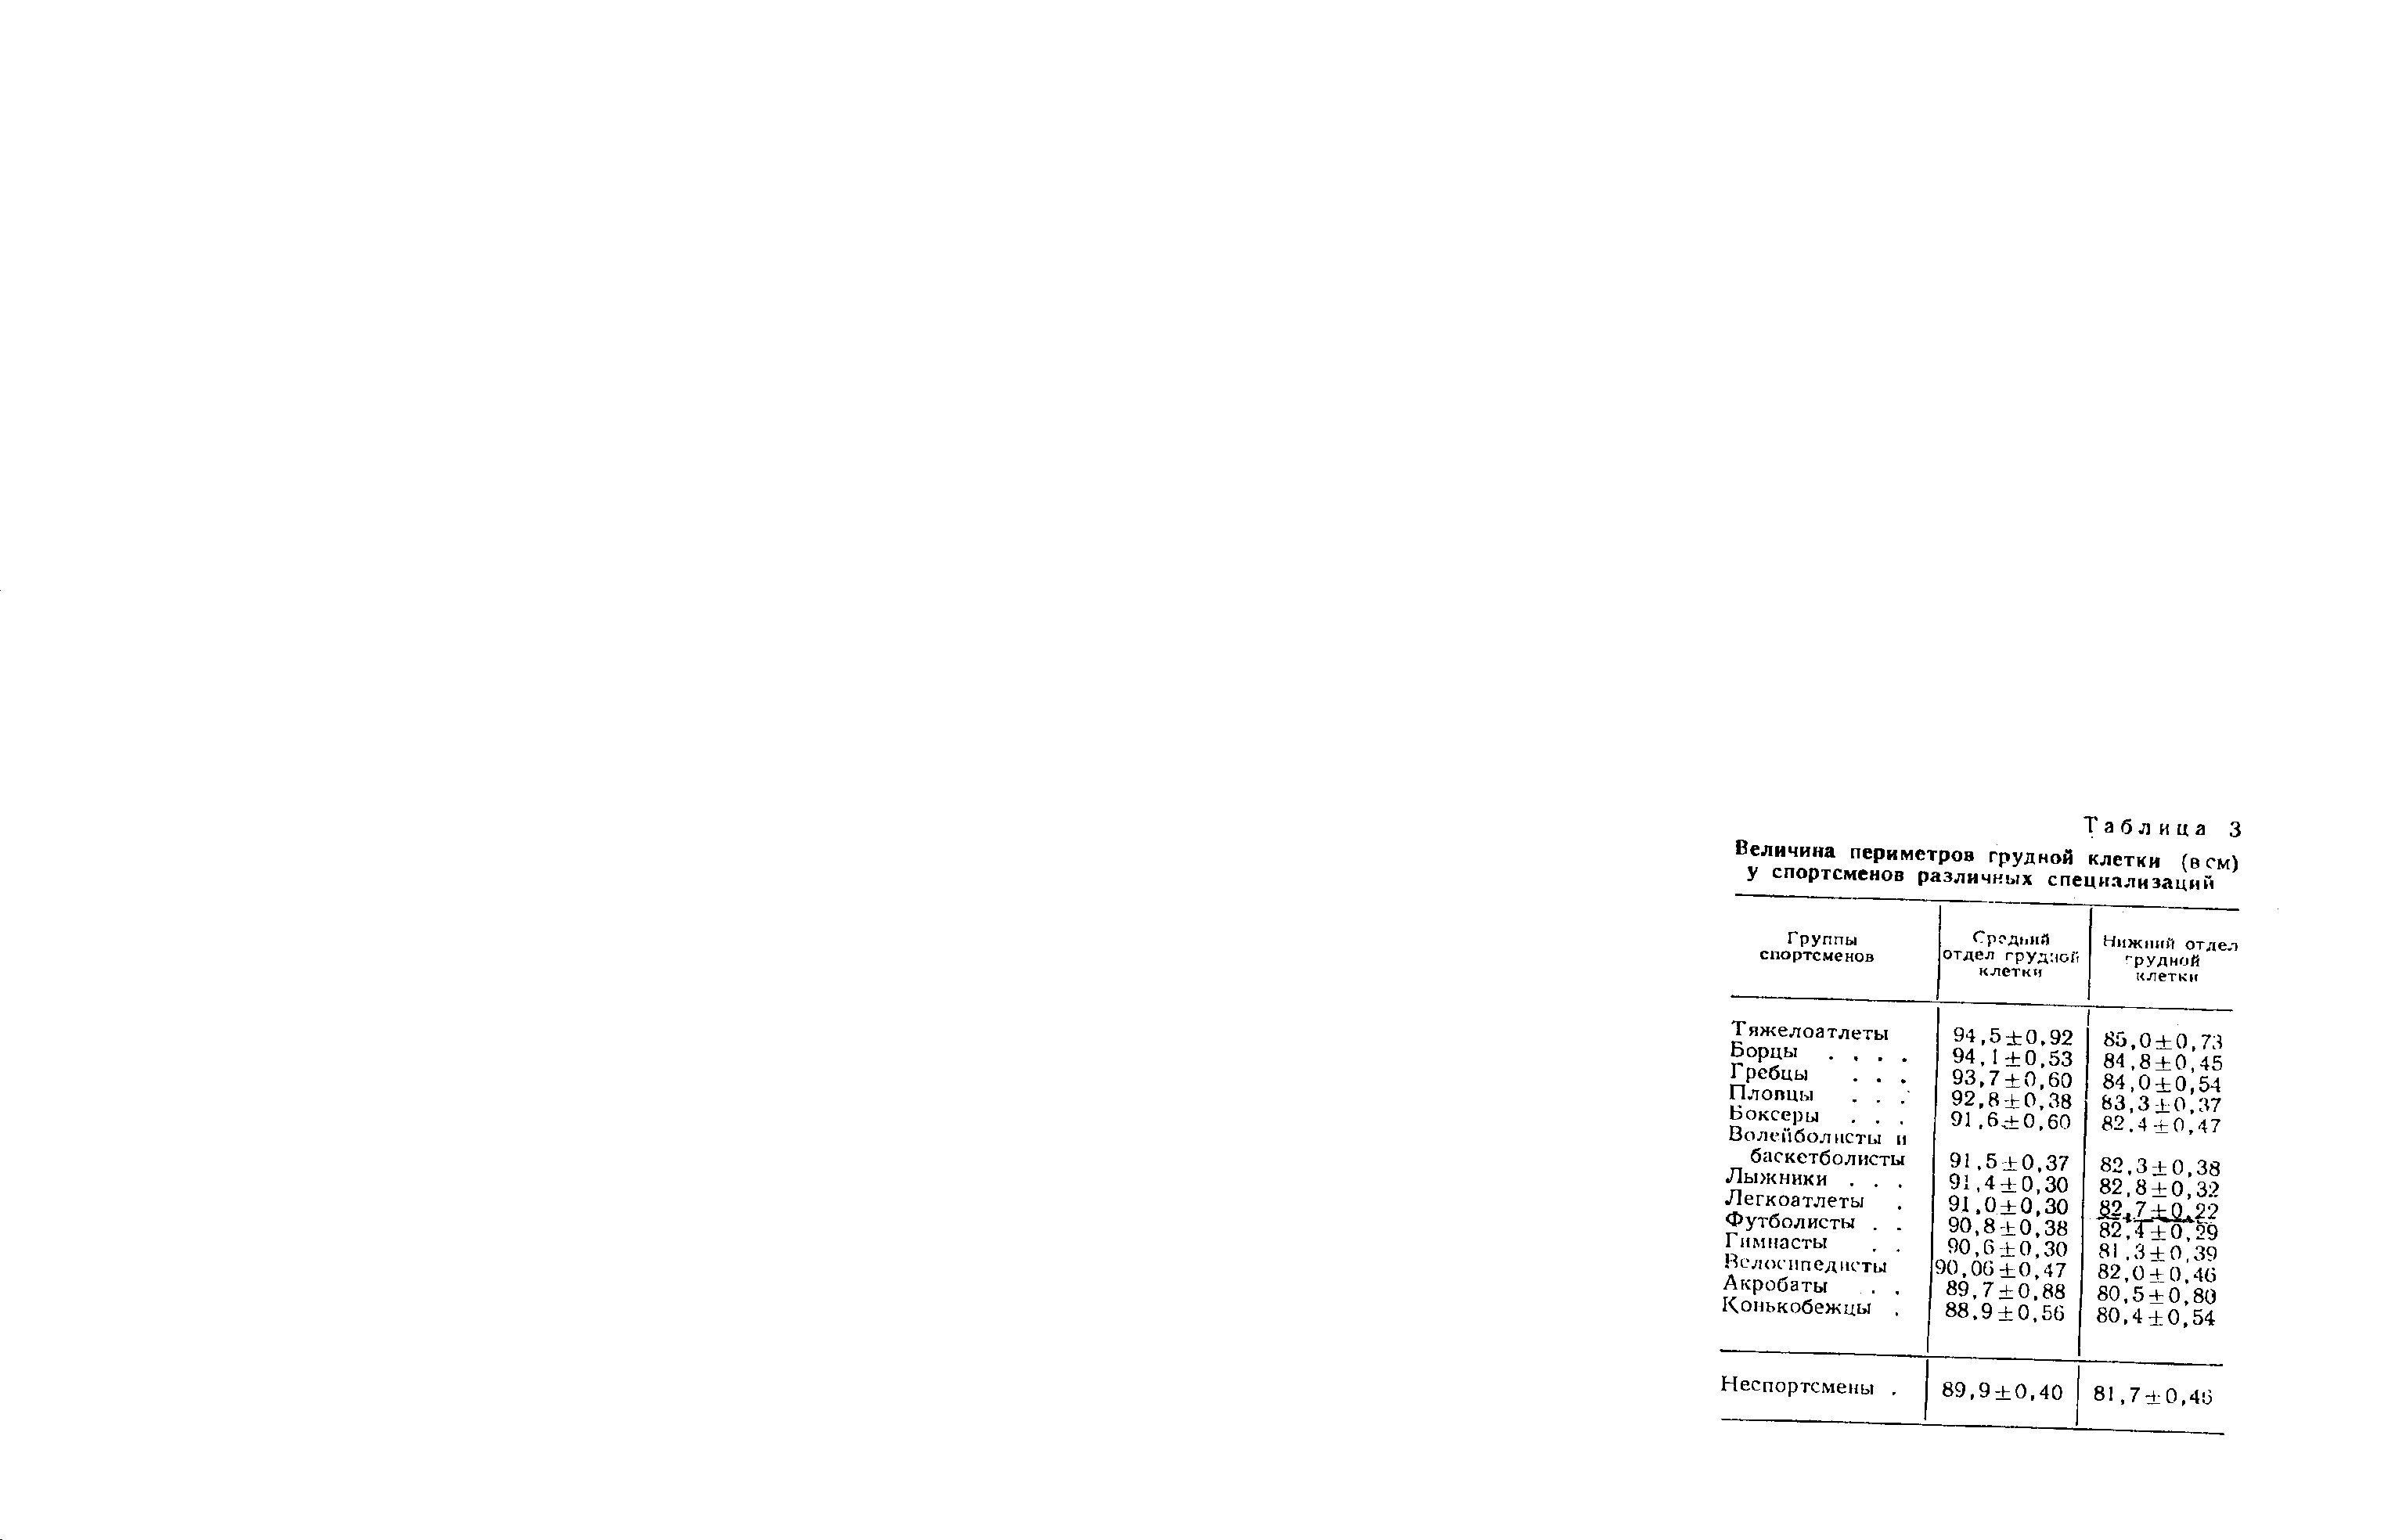 Таблица 3
Величина периметров грудной клетки (в см)
у спортсменов различных специализаций
Группы спортсменов | Средний отдел грудной клетки | Нижний отдел грудной клетки
Тяжелоатлеты 94,5±0,92 85,0±0,73
Борцы . . . . 94,1±0,53 84,8±0,45
Гребцы . . . 93,7±0,60 84,0±0,54
Пловцы . . . 92,8±0,38 83,3±0,37
Боксеры . . . 91,6±0,60 82,4±0,47
Волейболисты и
баскетболисты 91,5±0,37 82,3±0,38
Лыжники . . . 91,4±0,30 82,8±0,32
Легкоатлеты . 91,0±0,30 82,7±0,22
Футболисты . . 90,8±0,38 82,4±0,29
Гимнасты . . 90,6±0,30 81,3±0,39
Велосипедисты 90,06±0,47 82,0±0,46
Акробаты . . 89,7±0,88 80,5±0,80
Конькобежцы . 88,9±0,56 80,4±0,54
Неспортсмены . 89,9±0,40 81,7±0,46